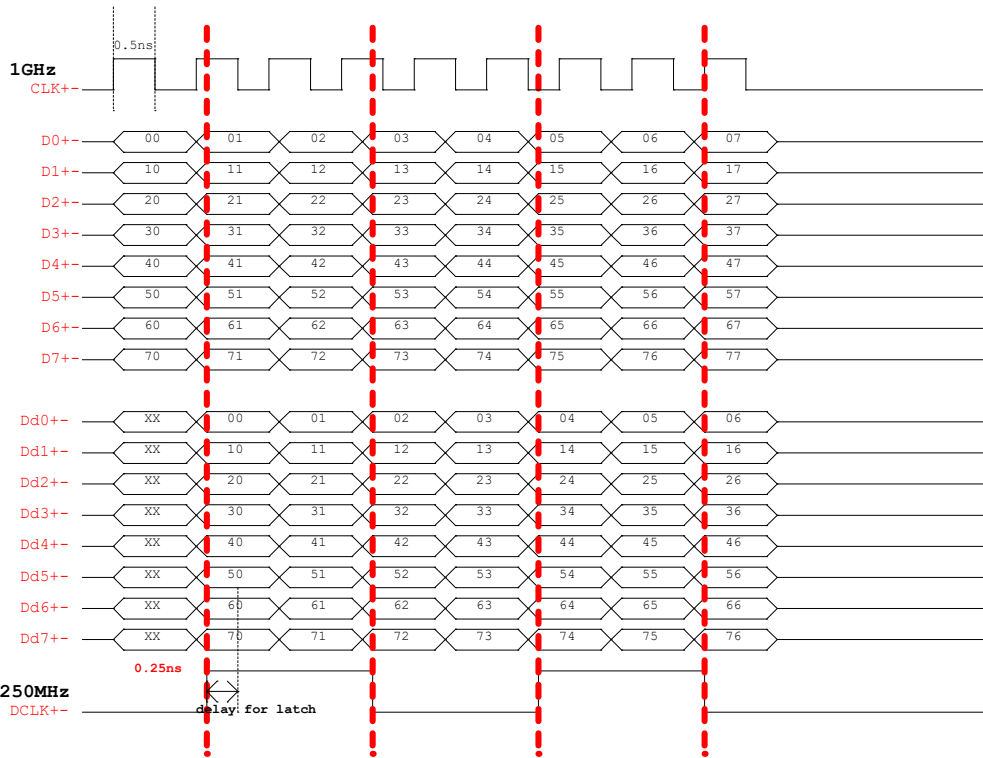 0.5ns
1GHz
CLK+-
D0+- 00 01 02 03 04 05 06 07
D1+- 10 11 12 13 14 15 16 17
D2+- 20 21 22 23 24 25 26 27
D3+- 30 31 32 33 34 35 36 37
D4+- 40 41 42 43 44 45 46 47
D5+- 50 51 52 53 54 55 56 57
D6+- 60 61 62 63 64 65 66 67
D7+- 70 71 72 73 74 75 76 77
Dd0+- XX 00 01 02 03 04 05 06
Dd1+- XX 10 11 12 13 14 15 16
Dd2+- XX 20 21 22 23 24 25 26
Dd3+- XX 30 31 32 33 34 35 36
Dd4+- XX 40 41 42 43 44 45 46
Dd5+- XX 50 51 52 53 54 55 56
Dd6+- XX 60 61 62 63 64 65 66
Dd7+- XX 70 71 72 73 74 75 76
0.25ns
250MHz
DCLK+-
delay for latch